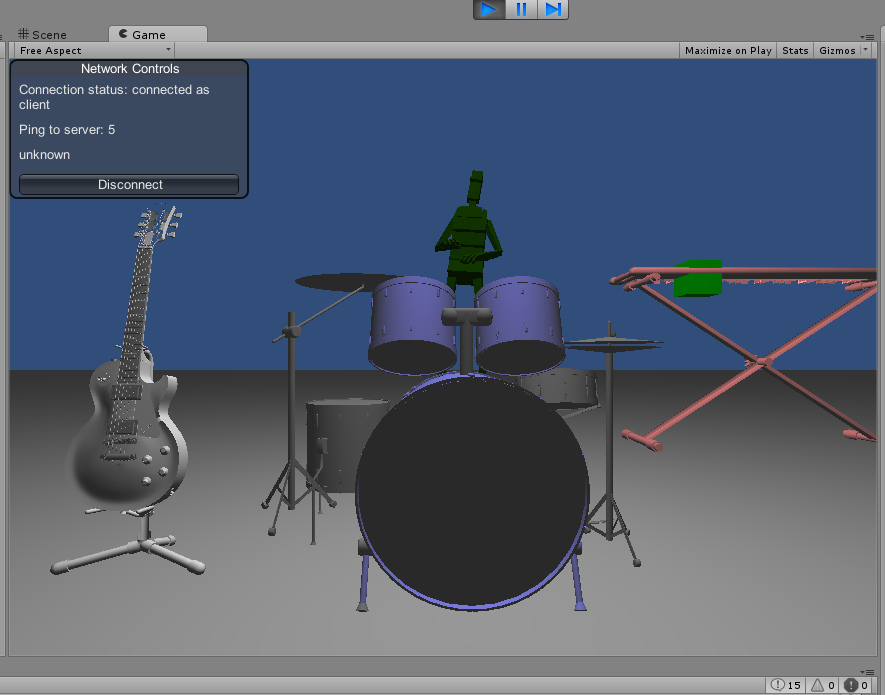 Scene
Game
Free Aspect
Maximize on Play
Stats
Gizmos
Network Controls
Connection status: connected as
client
Ping to server: 5
unknown
Disconnect
15
0
0